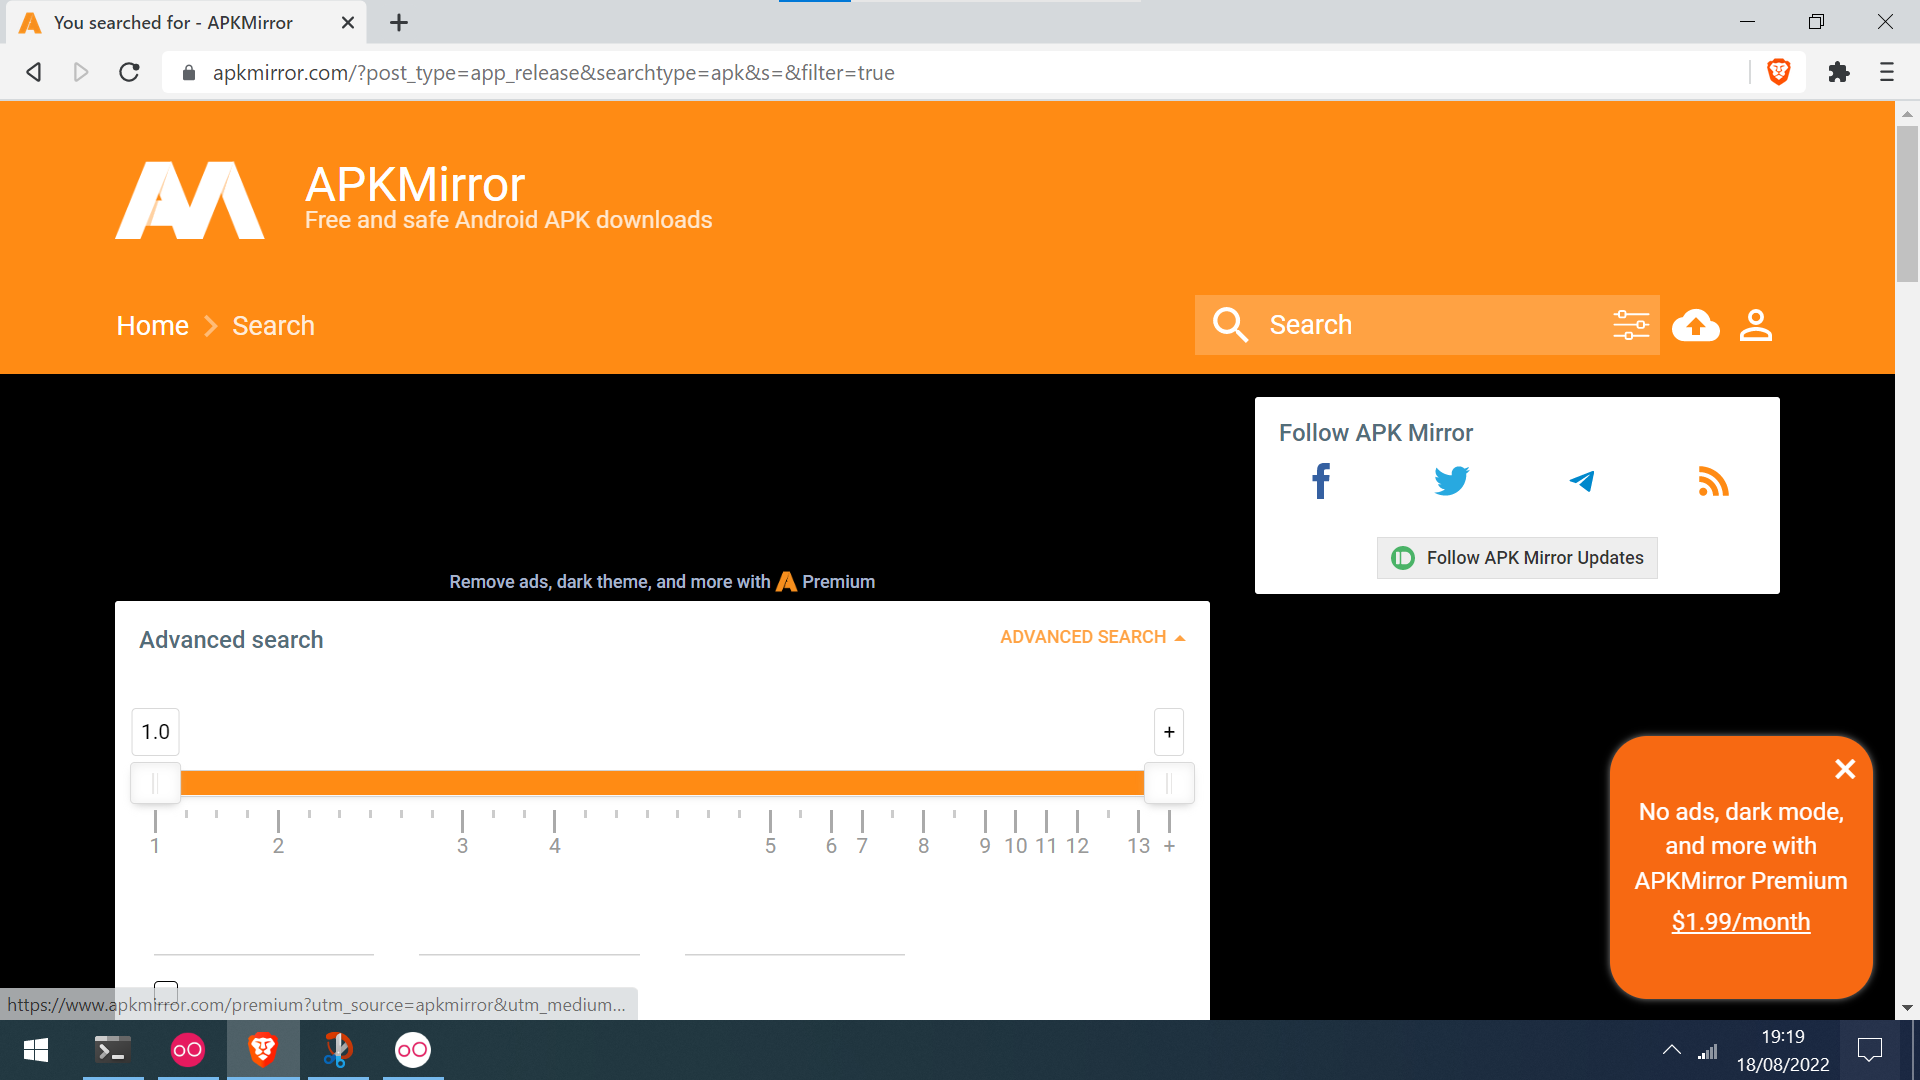 You searched for - APKMirror
apkmirror.com/?post_type=app_release&searchtype=apk&s=&filter=true
APKMirror
Free and safe Android APK downloads
Home Search
Search
Follow APK Mirror
Follow APK Mirror Updates
Remove ads, dark theme, and more with Premium
Advanced search
ADVANCED SEARCH
1.0
+
1 2 3 4 5 6 7 8 9 10 11 12 13 +
No ads, dark mode,
and more with
APKMirror Premium
$1.99/month
https://www.apkmirror.com/premium?utm_source=apkmirror&utm_medium...
19:19
18/08/2022